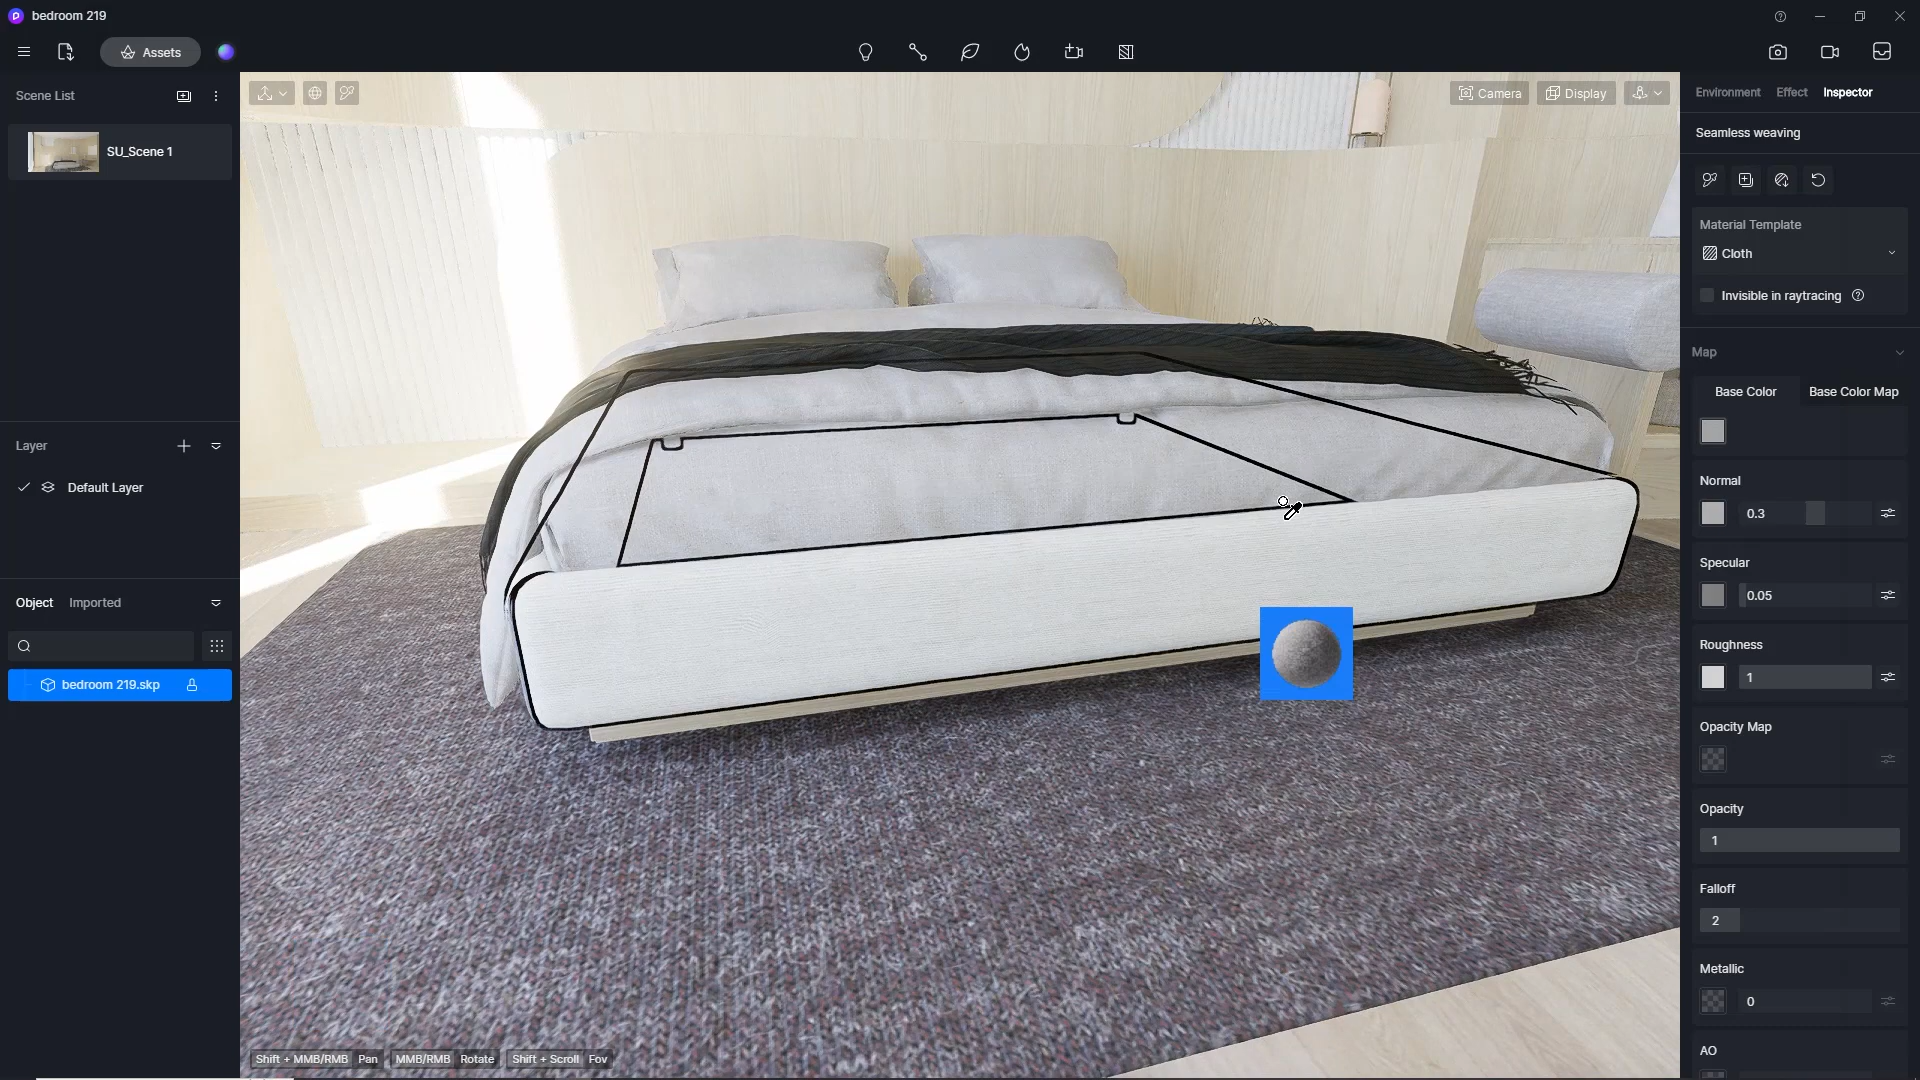 bedroom 219
Assets
Scene List
SU_Scene 1
Layer
Default Layer
Object Imported
bedroom 219.skp
Camera
Display
Shift + MMB/RMB Pan MMB/RMB Rotate Shift + Scroll Fov
Environment Effect Inspector
Seamless weaving
Material Template
Cloth
Invisible in raytracing
Map
Base Color Base Color Map
Normal
0.3
Specular
0.05
Roughness
1
Opacity Map
Opacity
1
Falloff
2
Metallic
0
AO